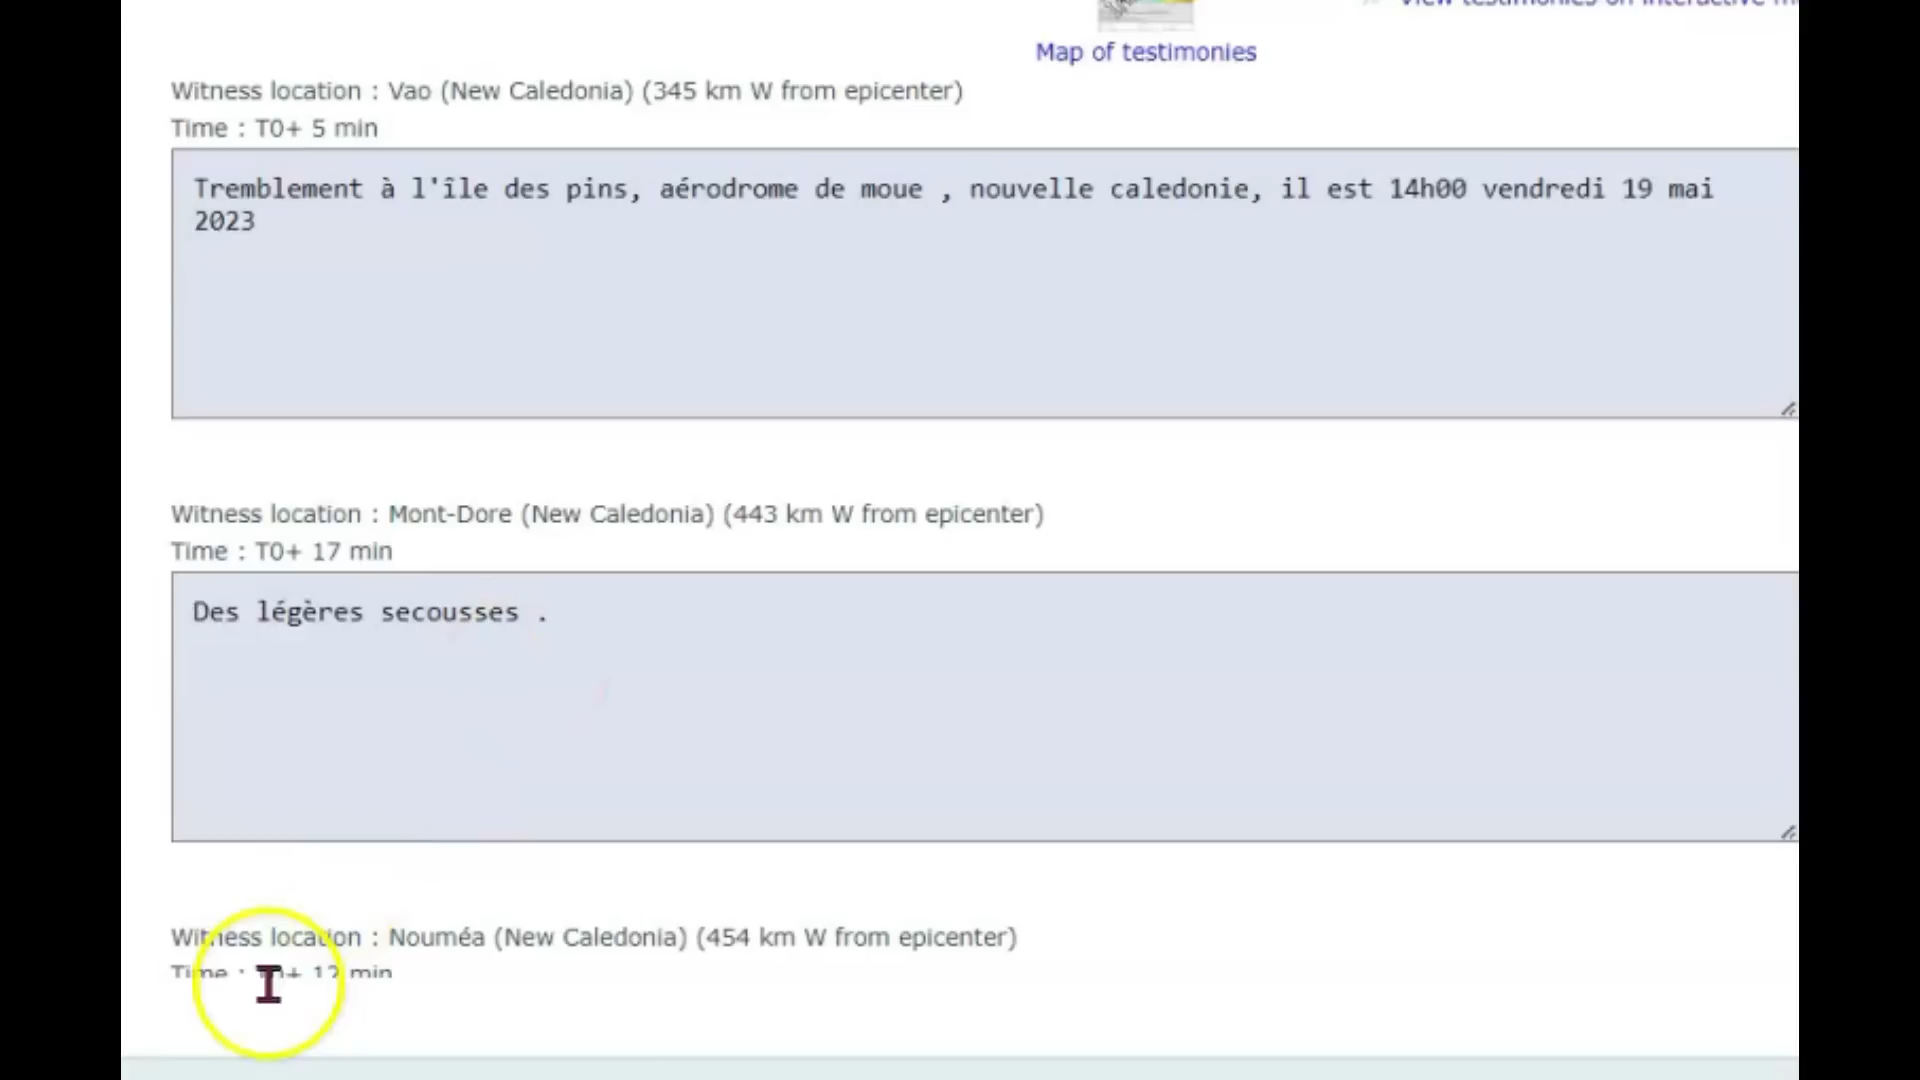 Map of testimonies
Witness location : Vao (New Caledonia) (345 km W from epicenter)
Time : T0+ 5 min
Tremblement à l'île des pins, aérodrome de moue , nouvelle caledonie, il est 14h00 vendredi 19 mai
2023
Witness location : Mont-Dore (New Caledonia) (443 km W from epicenter)
Time : T0+ 17 min
Des légères secousses .
Witness location : Nouméa (New Caledonia) (454 km W from epicenter)
Time : min